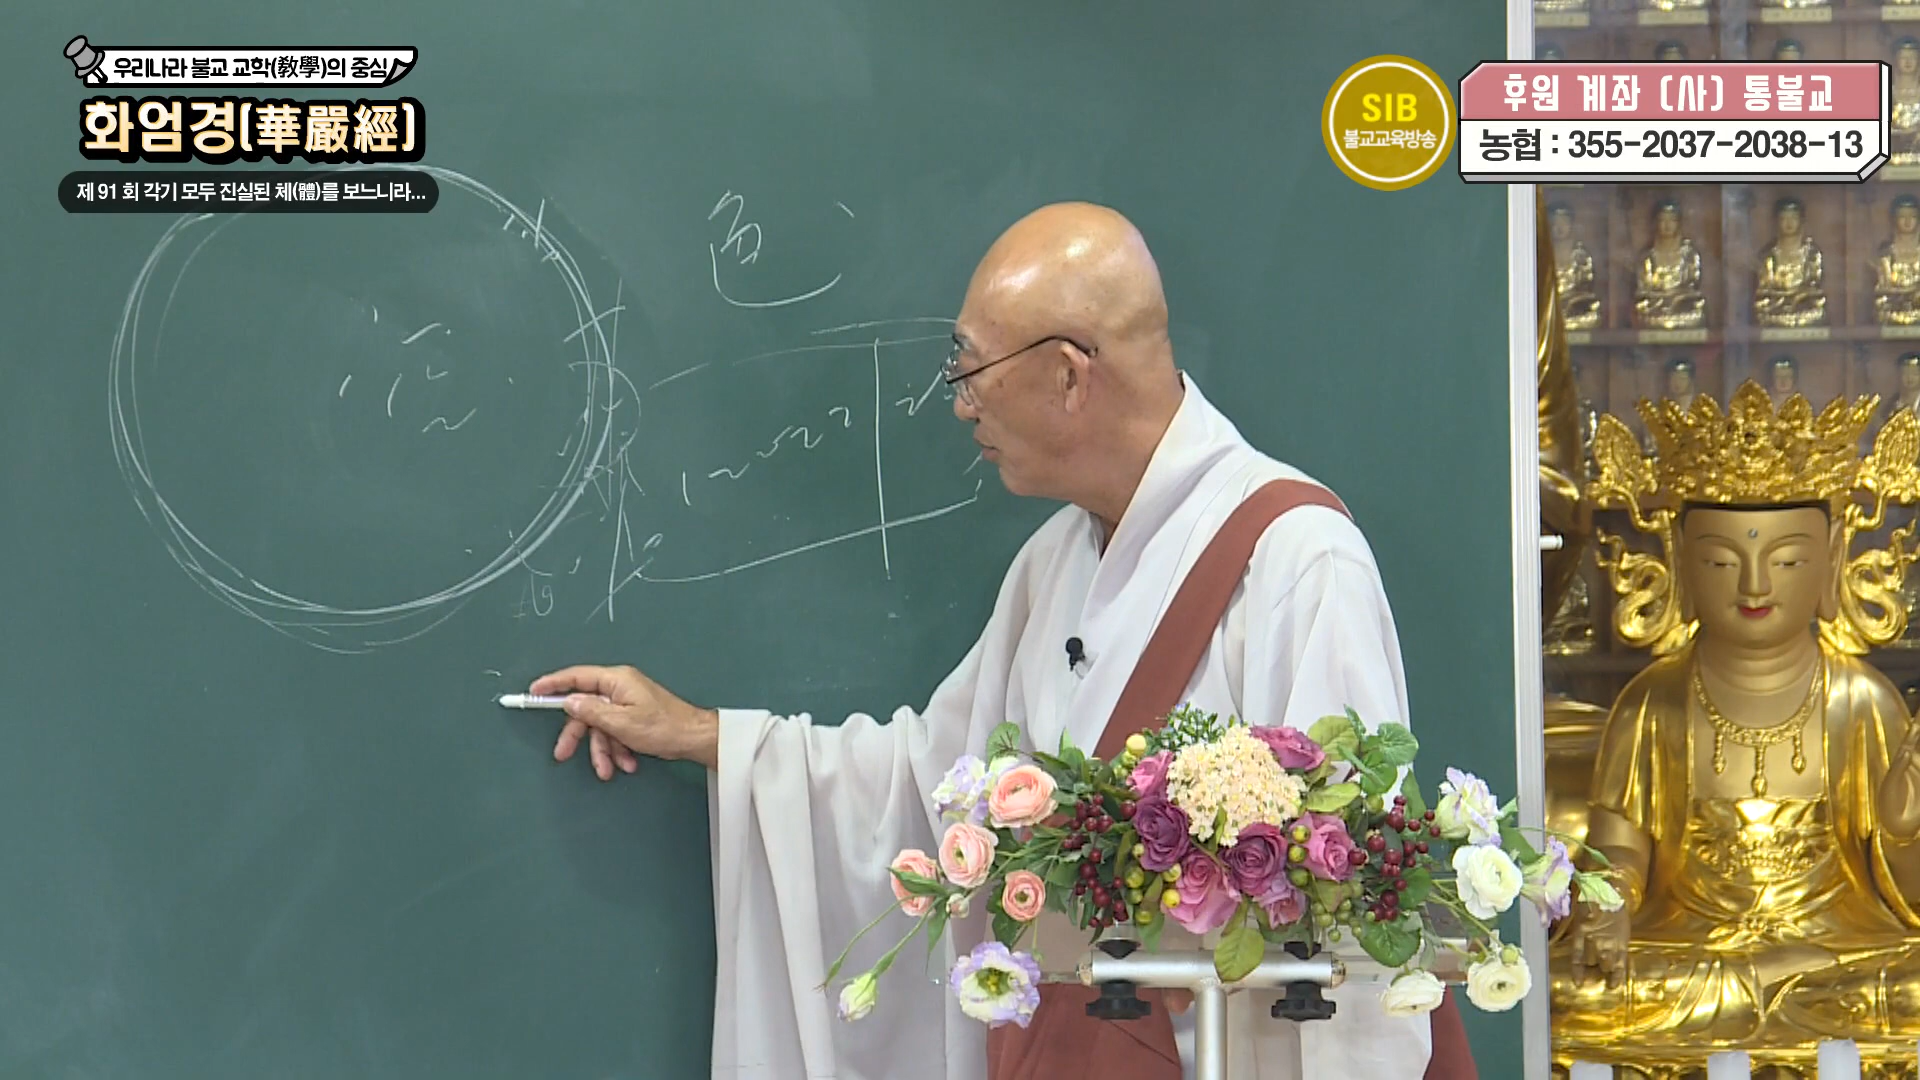 우리나라 불교 교학(敎學)의 중심
화엄경(華嚴經)
제 91 회 각기 모두 진실된 체(體)를 보느니라...
SIB
불교교육방송
후원 계좌 (사) 통불교
농협 : 355-2037-2038-13
色